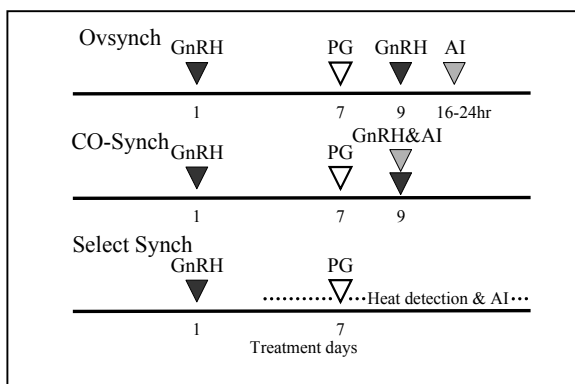 Ovsynch
GnRH PG GnRH AI
1 7 9 16-24hr
CO-Synch
GnRH PG GnRH&AI
1 7 9
Select Synch
GnRH PG
Heat detection & AI
1 7
Treatment days